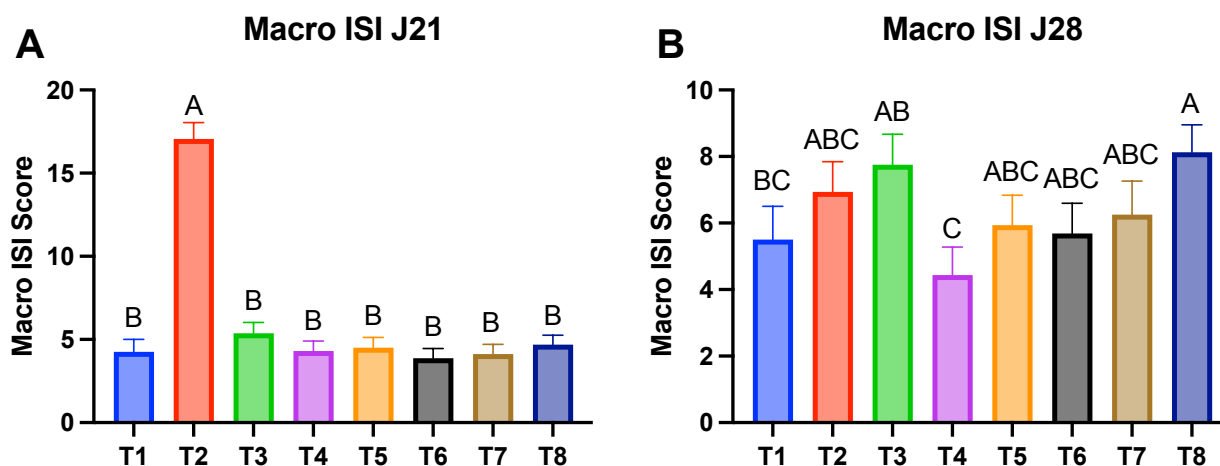 A
Macro ISI J21
Macro ISI Score
20
15
10
5
0
B
A
B
B
B
B
B
B
T1
T2
T3
T4
T5
T6
T7
T8
B
Macro ISI J28
Macro ISI Score
10
8
6
4
2
0
BC
ABC
AB
C
ABC
ABC
ABC
A
T1
T2
T3
T4
T5
T6
T7
T8